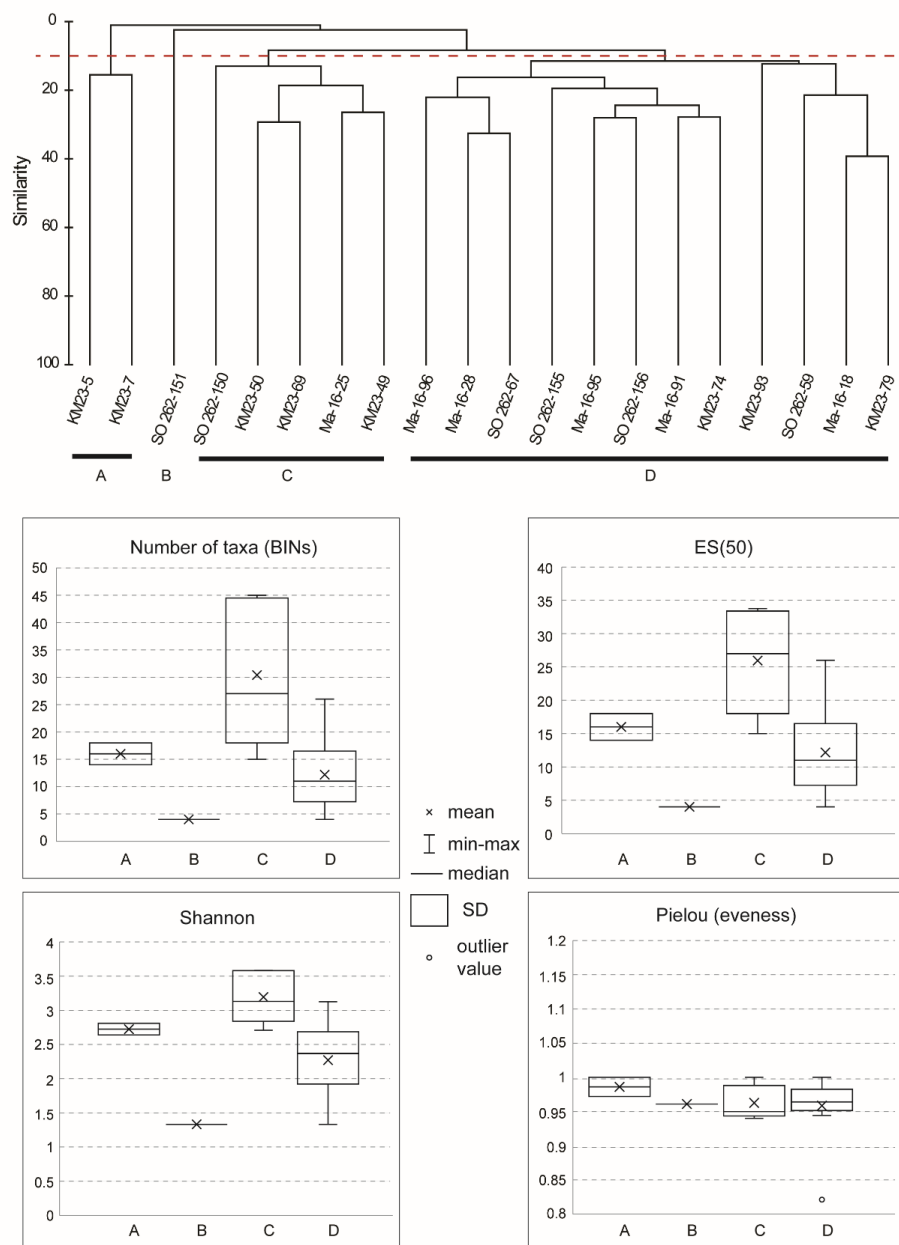 0
20
40
60
80
100
Similarity
KM23-5
KM23-7
SO 262-151
SO 262-150
KM23-50
KM23-69
Ma-16-25
KM23-49
Ma-16-96
Ma-16-28
SO 262-67
SO 262-155
Ma-16-95
SO 262-156
Ma-16-91
KM23-74
KM23-93
SO 262-59
Ma-16-18
KM23-79
A B C D
Number of taxa (BINs)
50
45
40
35
30
25
20
15
10
5
0
A B C D
ES(50)
40
35
30
25
20
15
10
5
0
A B C D
mean
min-max
median
SD
outlier
value
Shannon
4
3.5
3
2.5
2
1.5
1
0.5
0
A B C D
Pielou (eveness)
1.2
1.15
1.1
1.05
1
0.95
0.9
0.85
0.8
A B C D